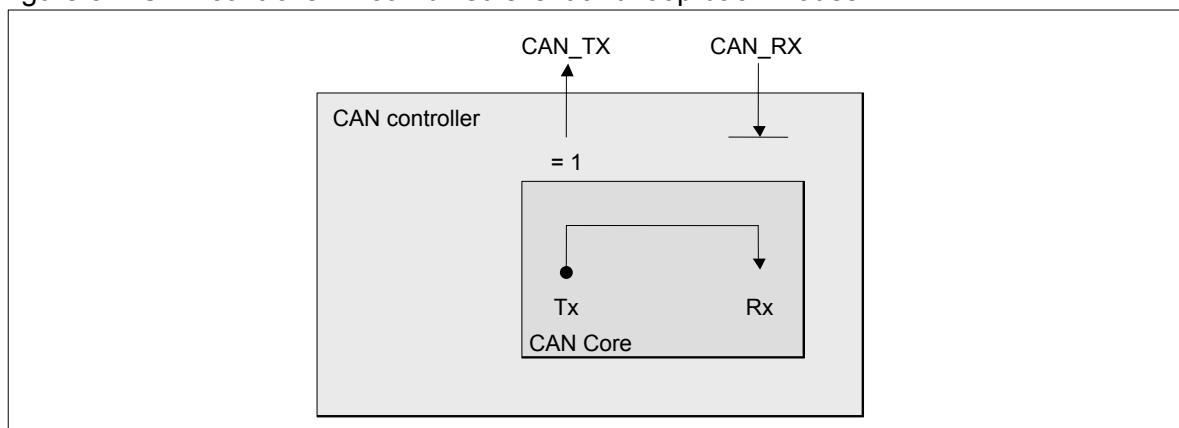 CAN_TX CAN_RX
CAN controller
= 1
Tx Rx
CAN Core